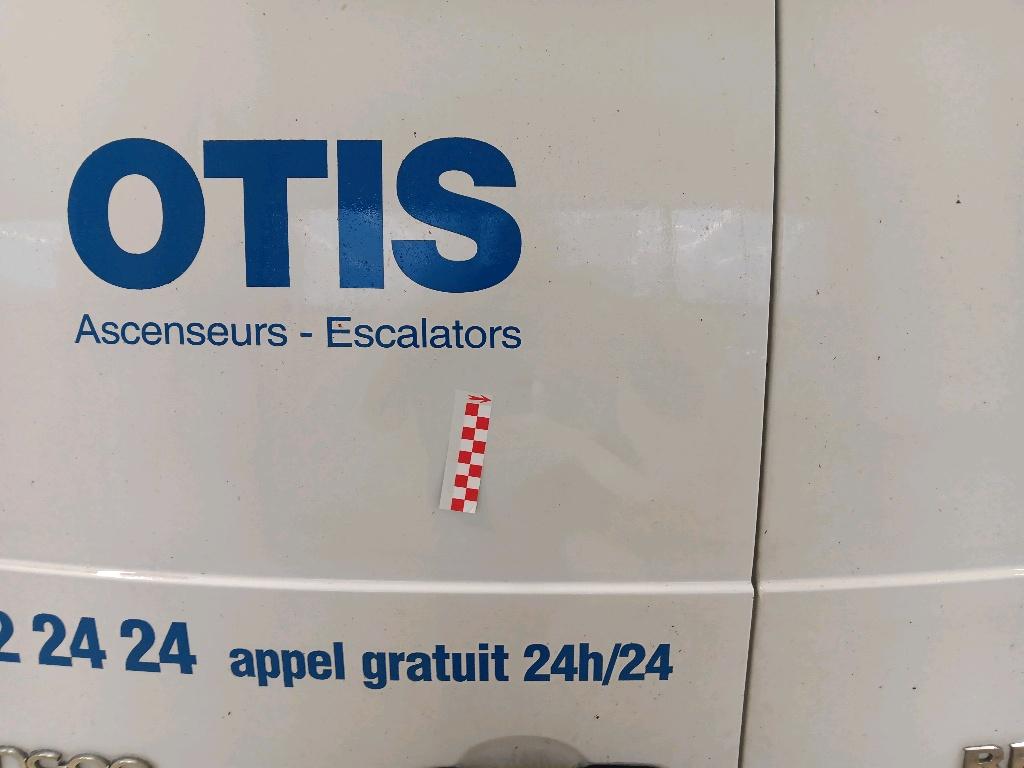 OTIS
Ascenseurs - Escalators
2 24 24 appel gratuit 24h/24